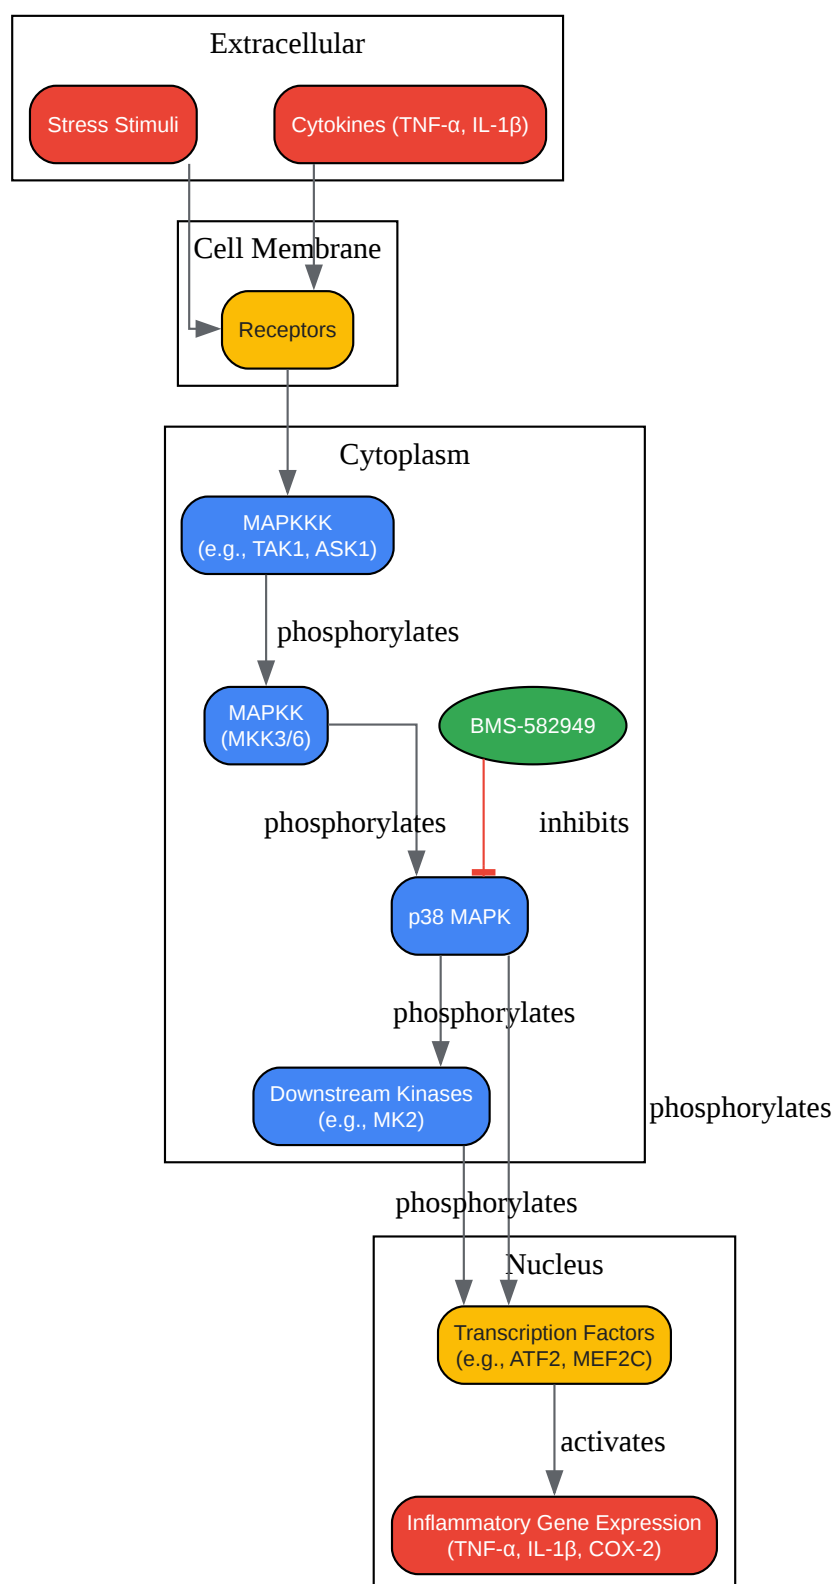 Extracellular
Stress Stimuli
Cytokines (TNF-α, IL-1β)
Cell Membrane
Receptors
Cytoplasm
MAPKKK
(e.g., TAK1, ASK1)
phosphorylates
MAPKK
(MKK3/6)
BMS-582949
phosphorylates
inhibits
p38 MAPK
phosphorylates
Downstream Kinases
(e.g., MK2)
phosphorylates
phosphorylates
Nucleus
Transcription Factors
(e.g., ATF2, MEF2C)
activates
Inflammatory Gene Expression
(TNF-α, IL-1β, COX-2)